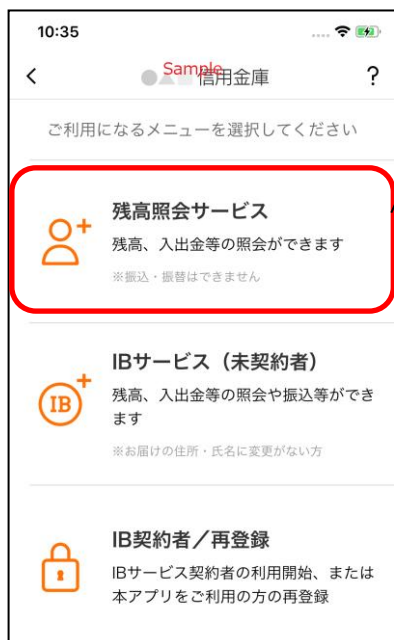 10:35
Sample
信用金庫
?
ご利用になるメニューを選択してください
残高照会サービス
残高、入出金等の照会ができます
※振込・振替はできません
IBサービス（未契約者）
IB
残高、入出金等の照会や振込等ができ
ます
※お届けの住所・氏名に変更がない方
IB契約者／再登録
IBサービス契約者の利用開始、または
本アプリをご利用の方の再登録